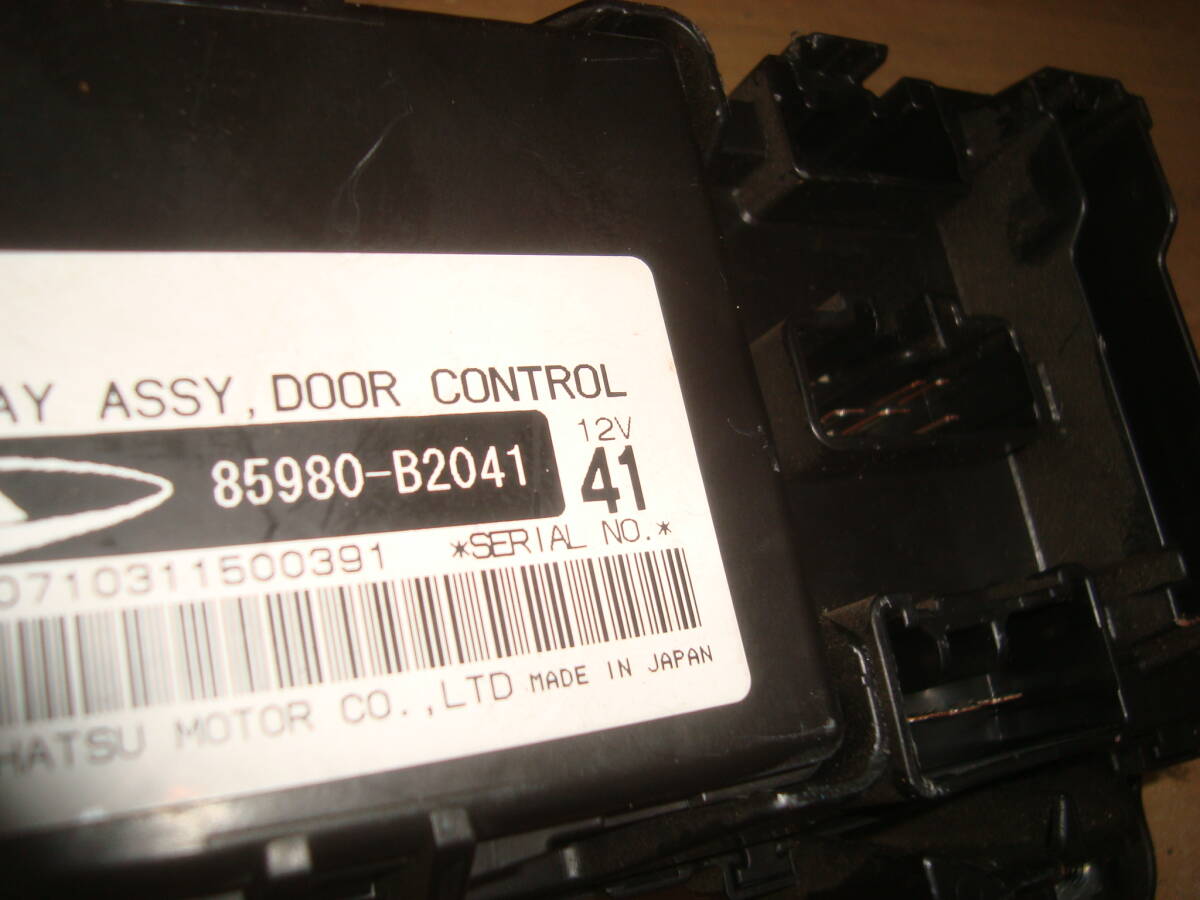 AY ASSY, DOOR CONTROL
85980-B2041
12V
41
0710311500391 *SERIAL NO.*
HATSU MOTOR CO.,LTD MADE IN JAPAN